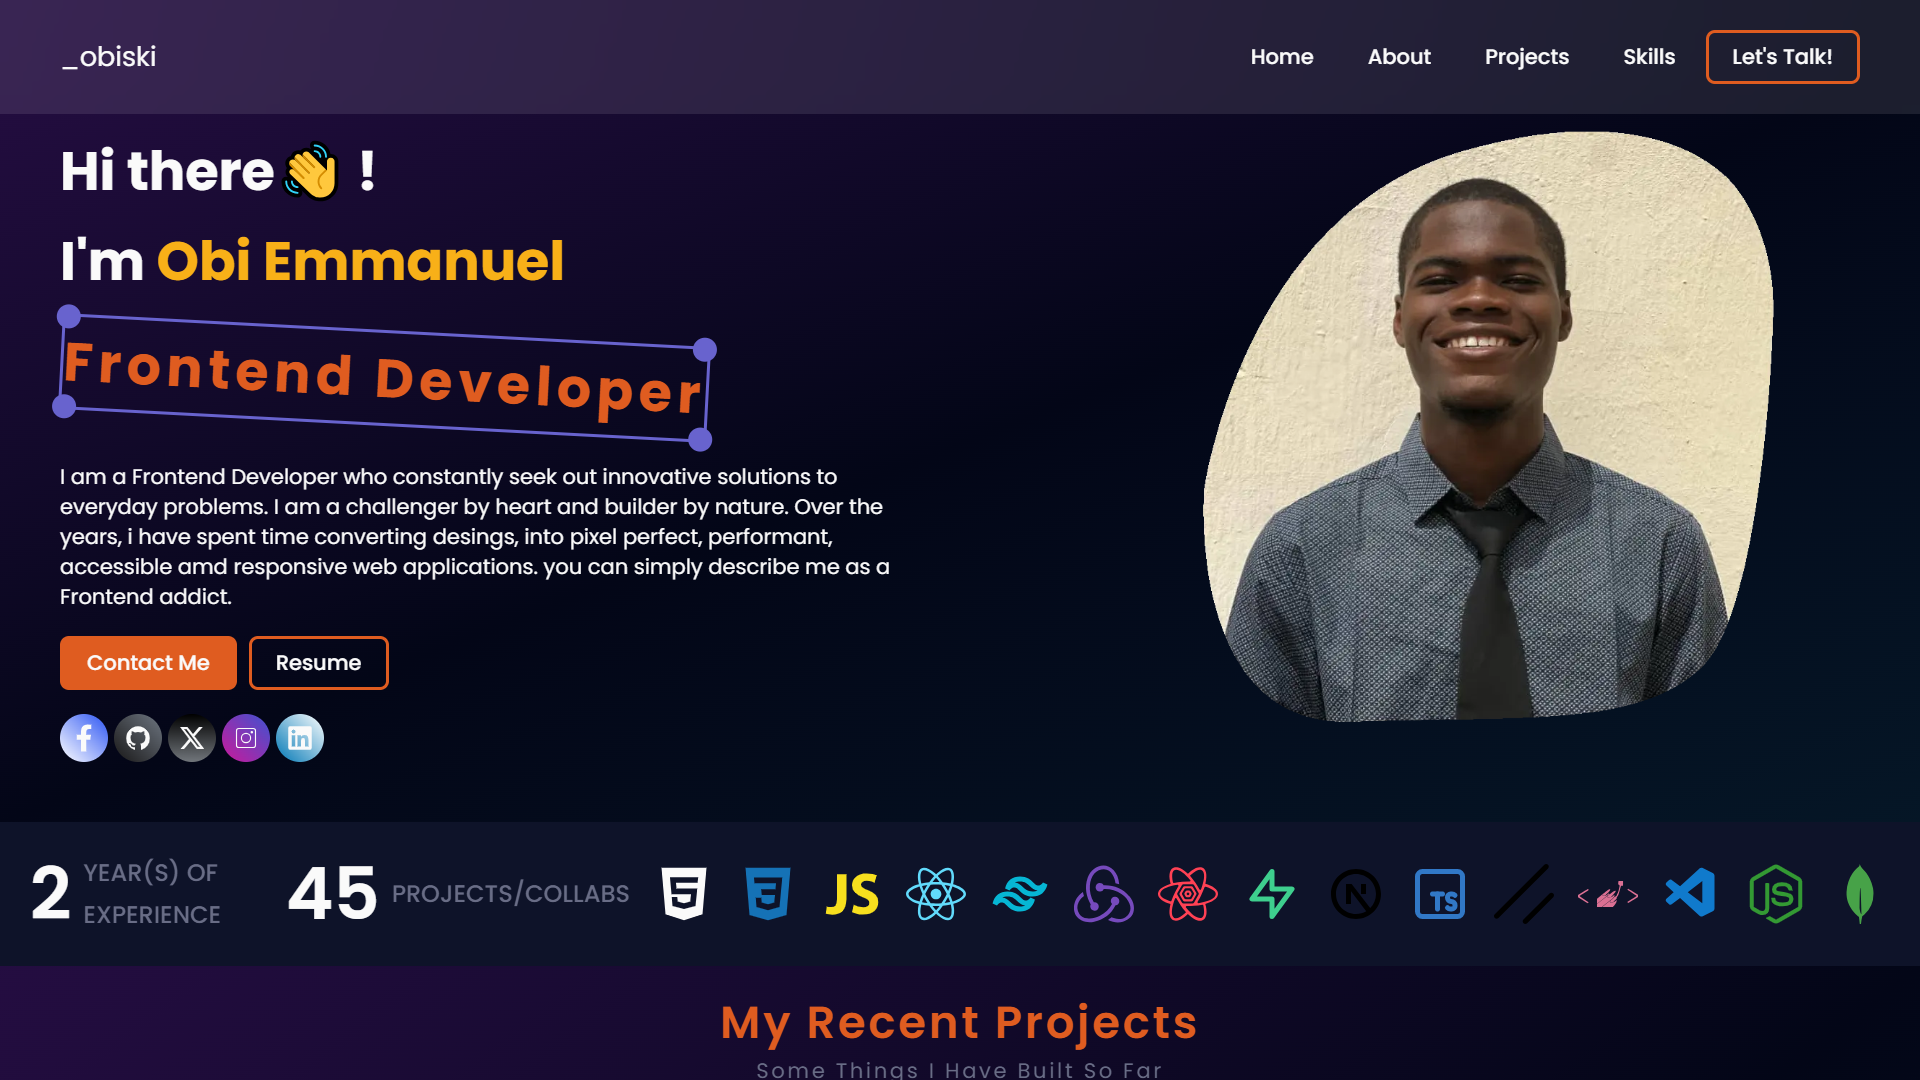 _obiski
Home
About
Projects
Skills
Let's Talk!
Hi there👋 !
I'm Obi Emmanuel
Frontend Developer
I am a Frontend Developer who constantly seek out innovative solutions to
everyday problems. I am a challenger by heart and builder by nature. Over the
years, i have spent time converting desings, into pixel perfect, performant,
accessible amd responsive web applications. you can simply describe me as a
Frontend addict.
Contact Me
Resume
2
YEAR(S) OF
EXPERIENCE
45
PROJECTS/COLLABS
JS
TS
JS
My Recent Projects
Some Things I Have Built So Far